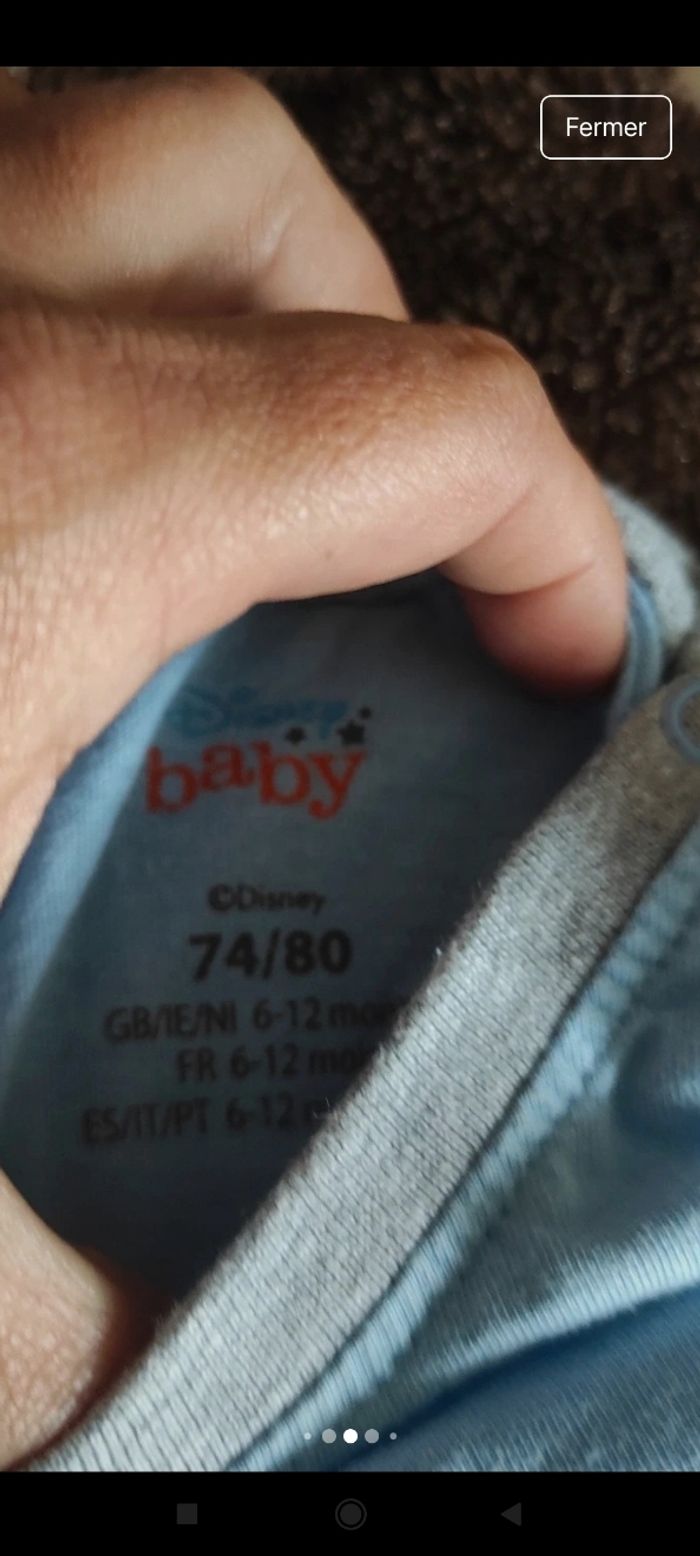 Fermer
Disney
baby
©Disney
74/80
GB/IE/NI 6-12
FR 6-12
ES/IT/PT 6-12